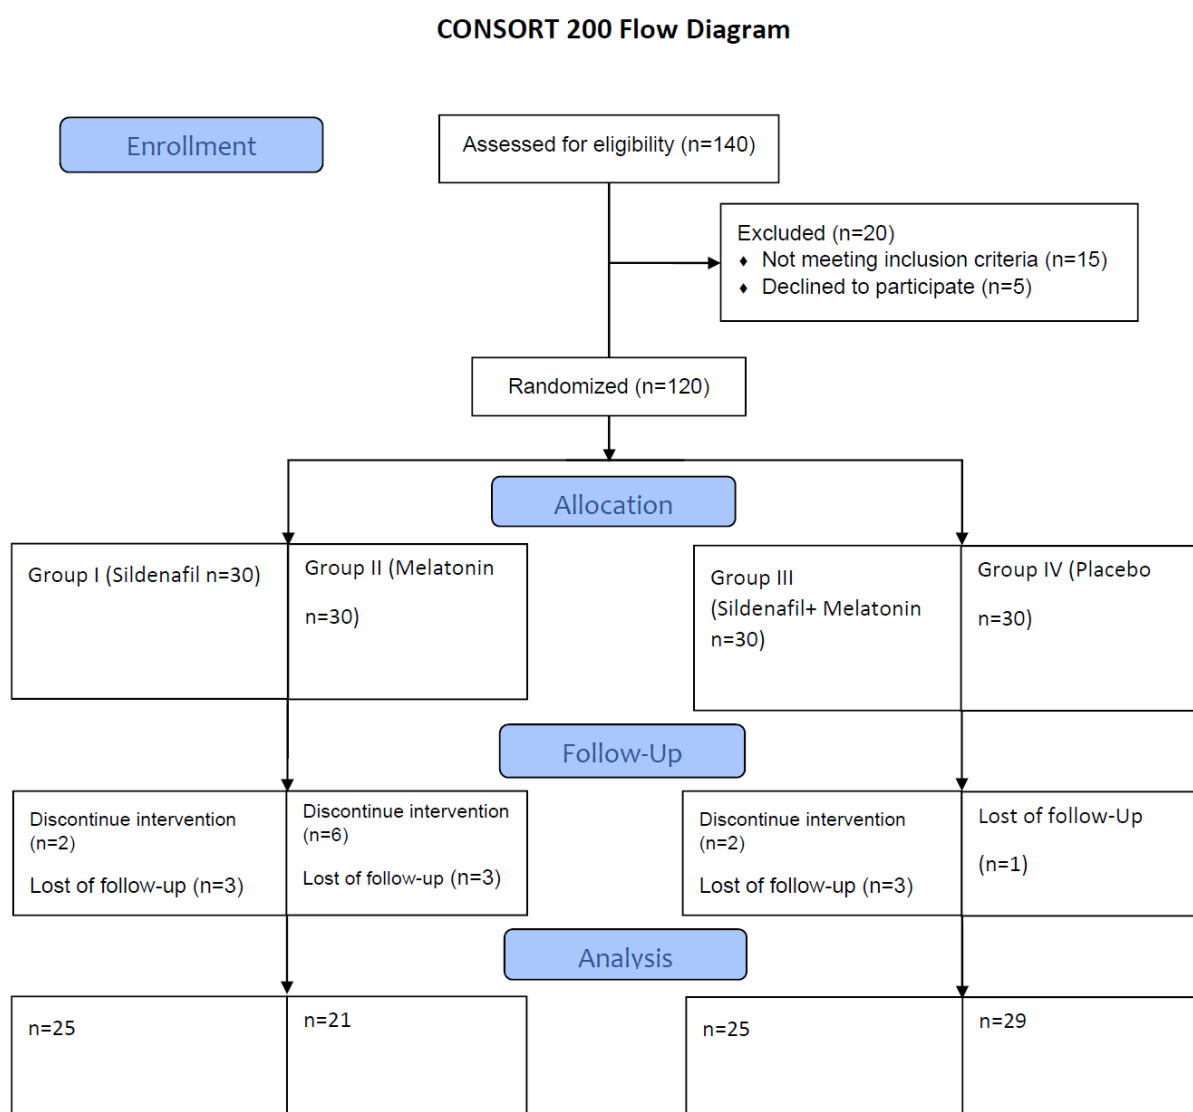 CONSORT 200 Flow Diagram
Enrollment
Assessed for eligibility (n=140)
Excluded (n=20)
♦ Not meeting inclusion criteria (n=15)
♦ Declined to participate (n=5)
Randomized (n=120)
Allocation
Group I (Sildenafil n=30)
Group II (Melatonin
n=30)
Group III
(Sildenafil+ Melatonin
n=30)
Group IV (Placebo
n=30)
Follow-Up
Discontinue intervention
(n=2)
Lost of follow-up (n=3)
Discontinue intervention
(n=6)
Lost of follow-up (n=3)
Discontinue intervention
(n=2)
Lost of follow-up (n=3)
Lost of follow-Up
(n=1)
Analysis
n=25
n=21
n=25
n=29